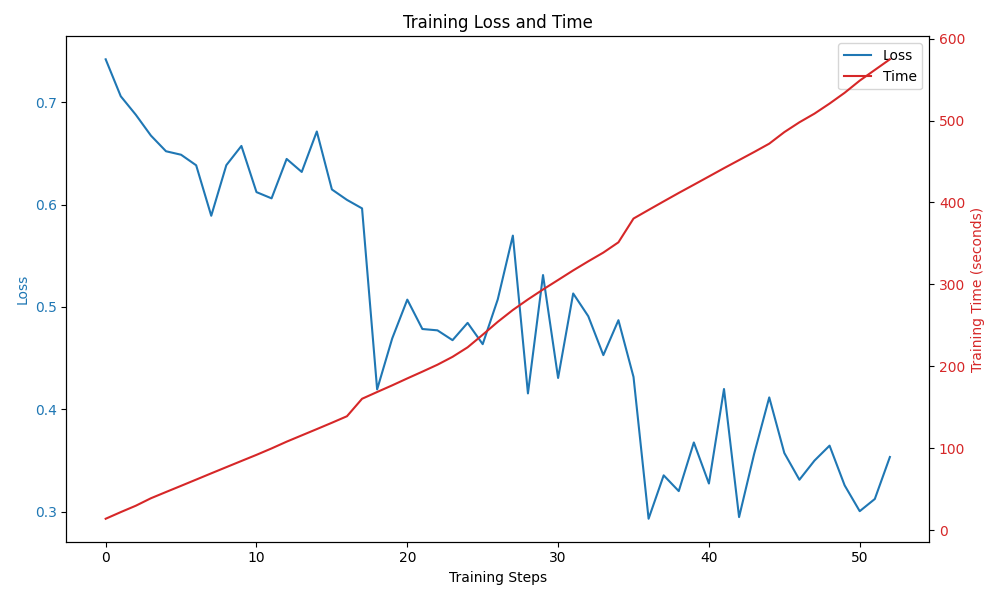 Training Loss and Time
Loss
Time
0.7
0.6
0.5
0.4
0.3
Loss
600
500
400
300
200
100
0
Training Time (seconds)
0 10 20 30 40 50
Training Steps